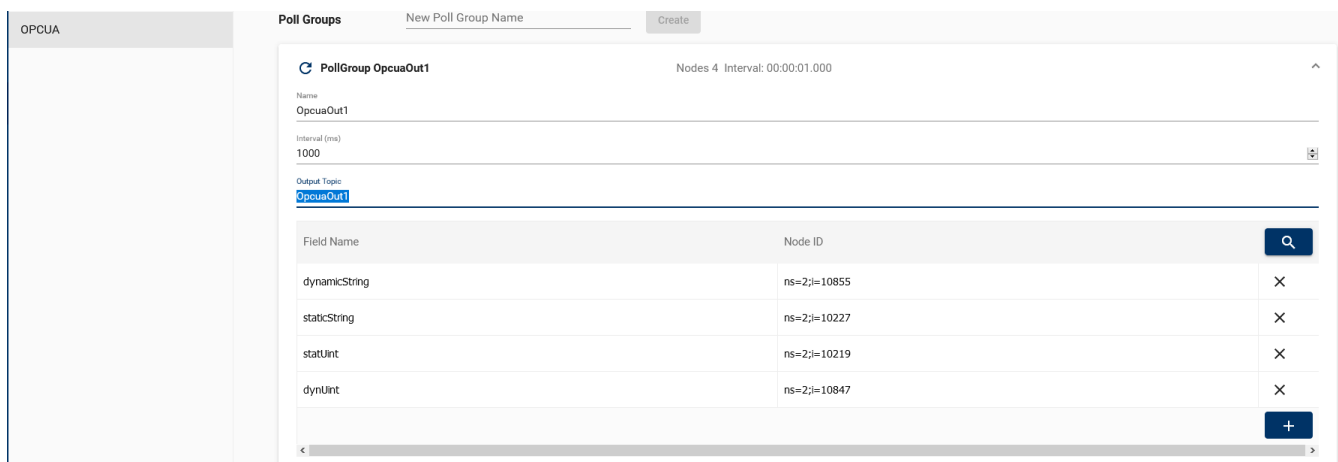 OPCUA
Poll Groups New Poll Group Name Create
PollGroup OpcuaOut1 Nodes 4 Interval: 00:00:01.000
Name
OpcuaOut1
Interval (ms)
1000
Output Topic
OpcuaOut1
Field Name Node ID
dynamicString ns=2;i=10855
staticString ns=2;i=10227
statUint ns=2;i=10219
dynUint ns=2;i=10847